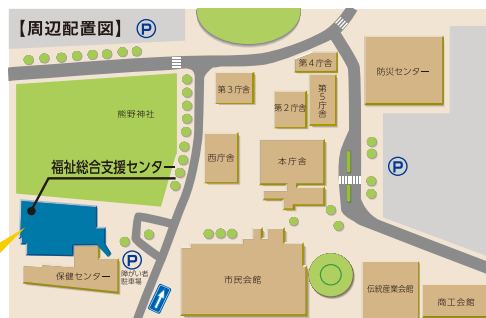 【周辺配置図】 P
第4庁舎
防災センター
第3庁舎
第5庁舎
第2庁舎
熊野神社
西庁舎
本庁舎
福祉総合支援センター
P
P
障がい者
駐車場
保健センター
市民会館
伝統産業会館
商工会館